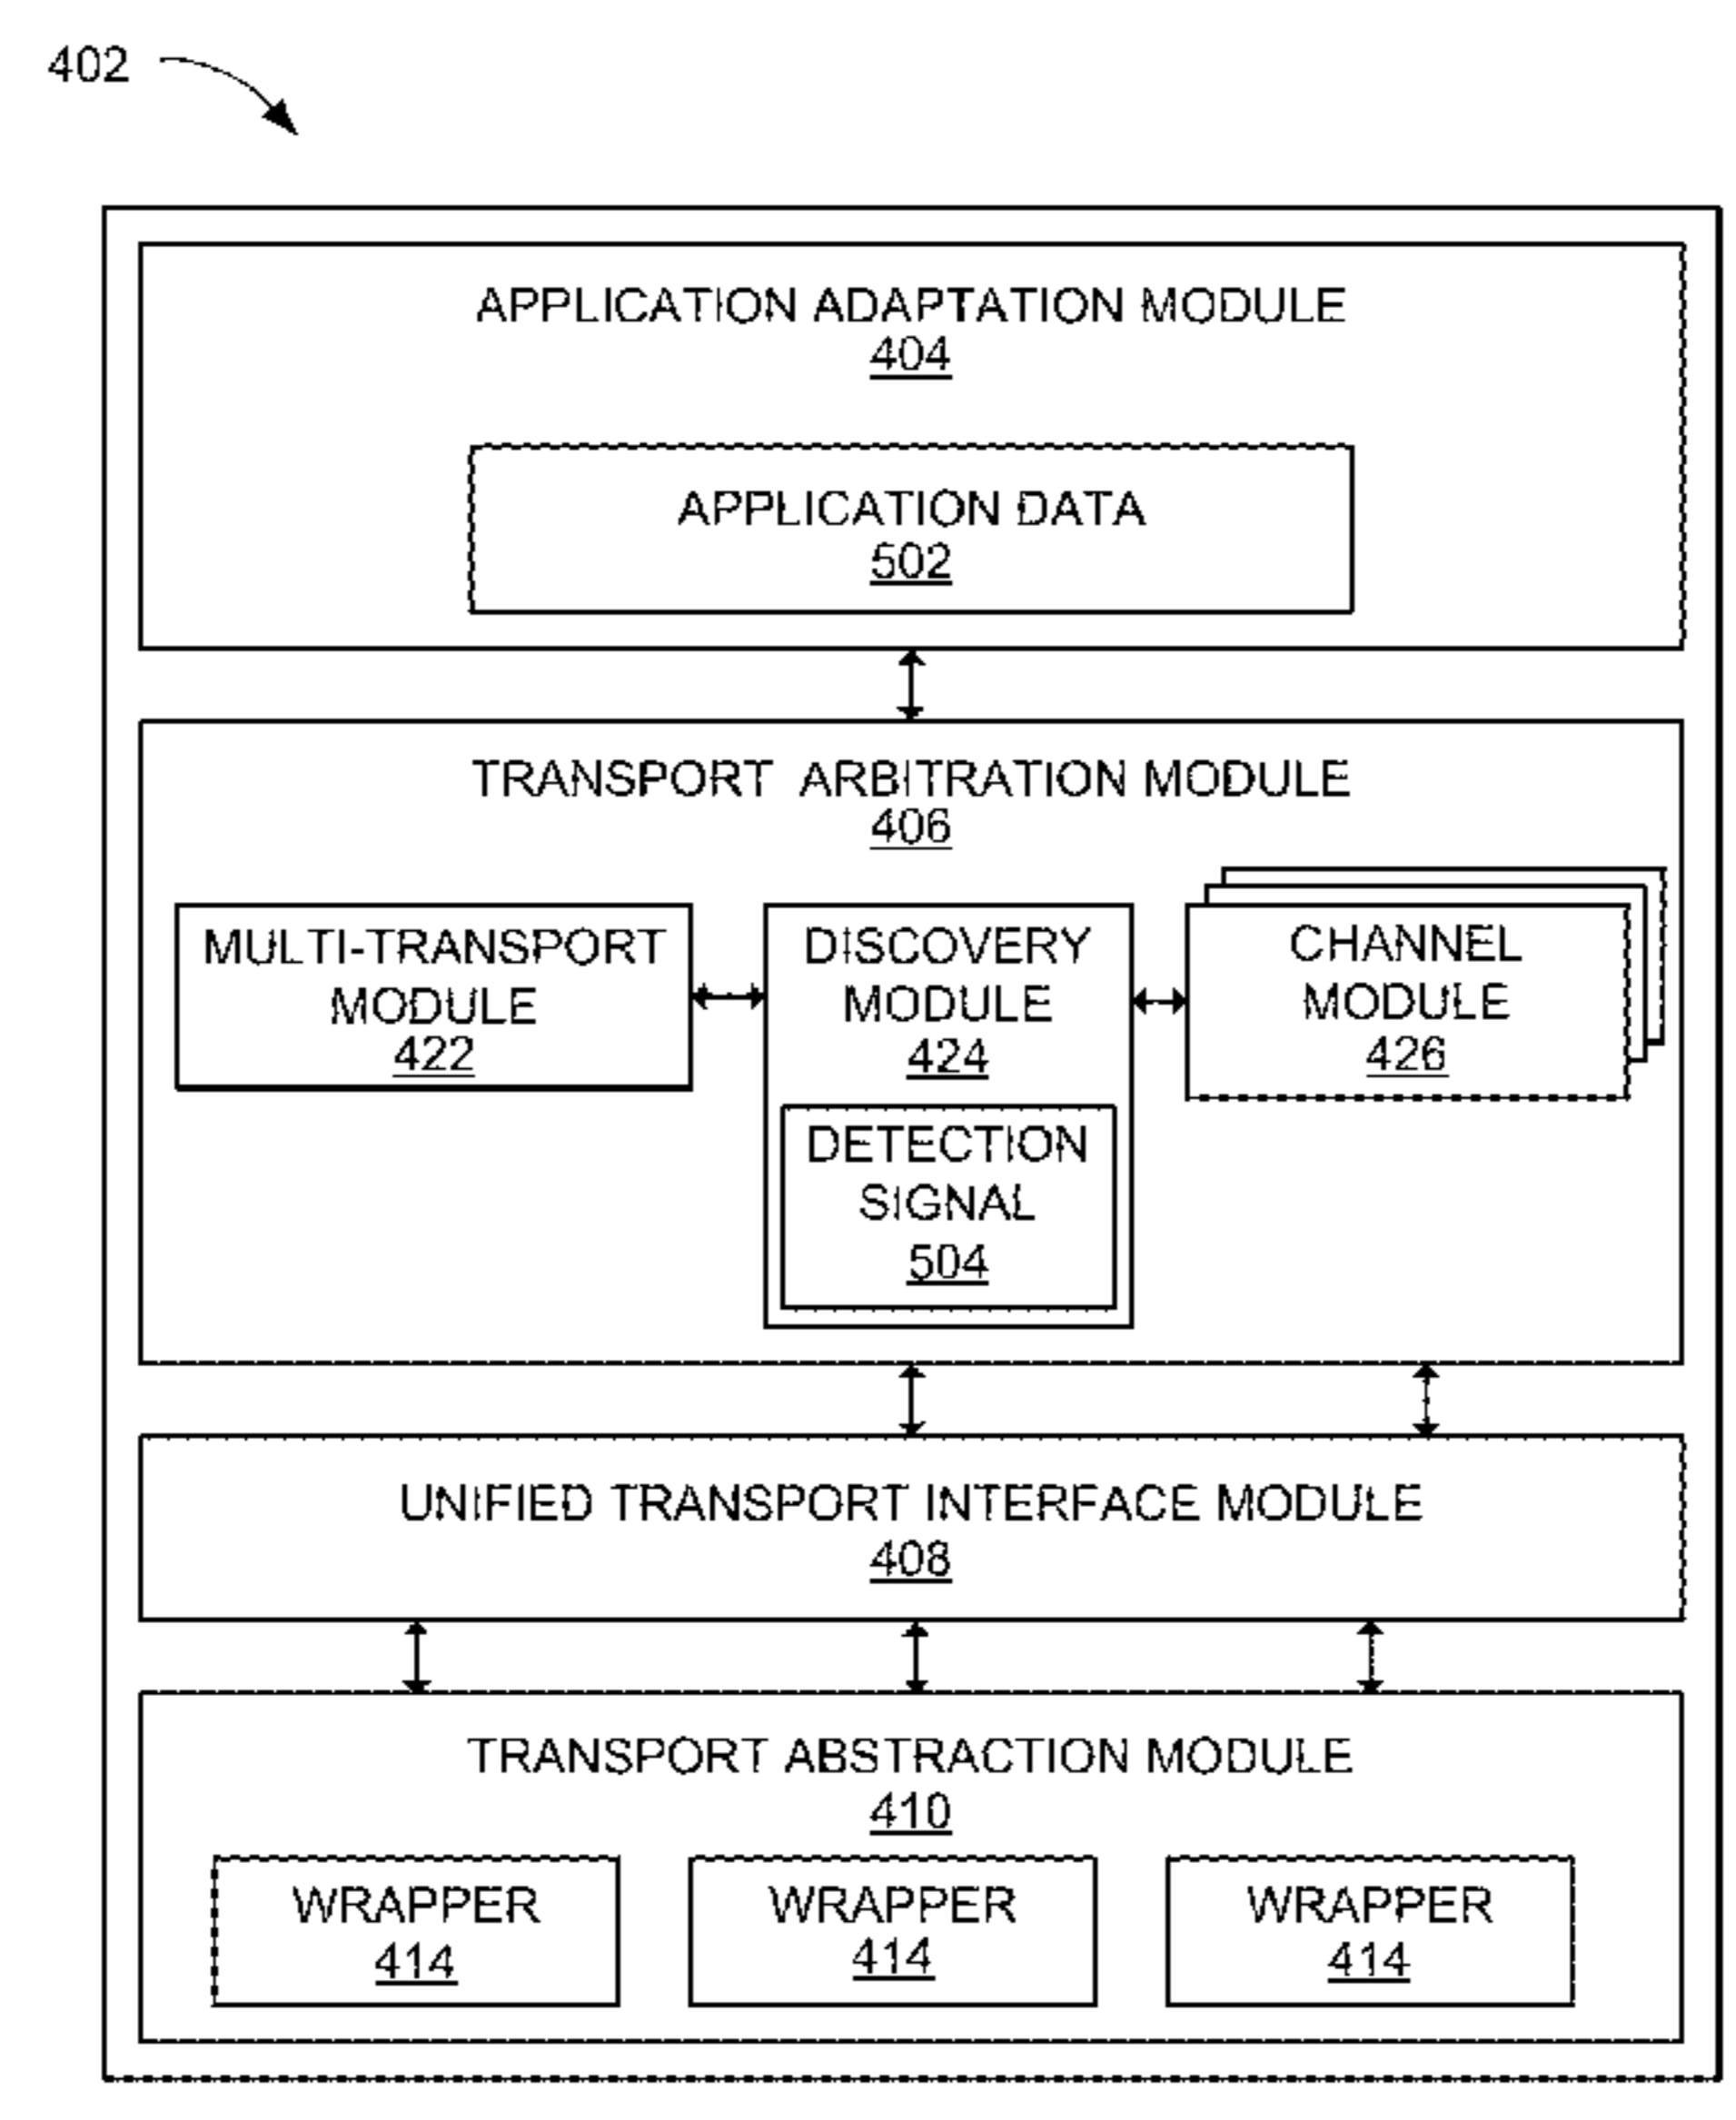 402
APPLICATION ADAPTATION MODULE
404
APPLICATION DATA
502
TRANSPORT ARBITRATION MODULE
406
MULTI-TRANSPORT
MODULE
422
DISCOVERY
MODULE
424
DETECTION
SIGNAL
504
CHANNEL
MODULE
426
UNIFIED TRANSPORT INTERFACE MODULE
408
TRANSPORT ABSTRACTION MODULE
410
WRAPPER
414
WRAPPER
414
WRAPPER
414